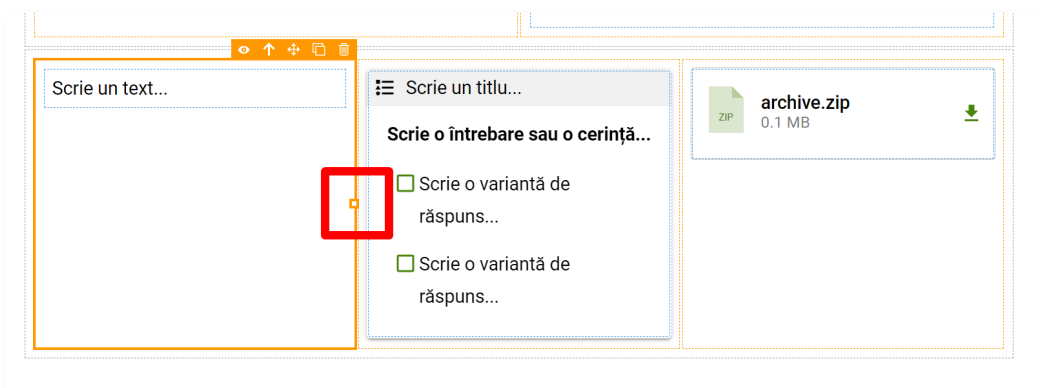 Scrie un text...
Scrie un titlu...
Scrie o întrebare sau o cerință...
Scrie o variantă de
răspuns...
Scrie o variantă de
răspuns...
ZIP
archive.zip
0.1 MB